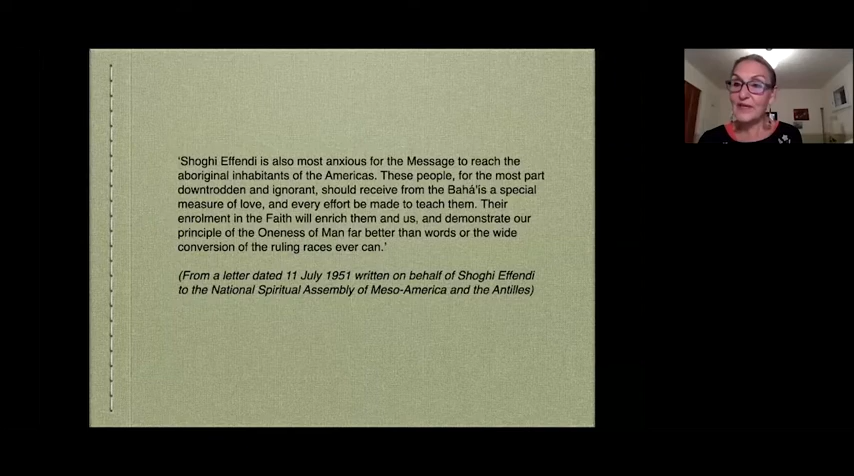 ‘Shoghi Effendi is also most anxious for the Message to reach the
aboriginal inhabitants of the Americas. These people, for the most part
downtrodden and ignorant, should receive from the Bahá'ís a special
measure of love, and every effort be made to teach them. Their
enrolment in the Faith will enrich them and us, and demonstrate our
principle of the Oneness of Man far better than words or the wide
conversion of the ruling races ever can.’
(From a letter dated 11 July 1951 written on behalf of Shoghi Effendi
to the National Spiritual Assembly of Meso-America and the Antilles)